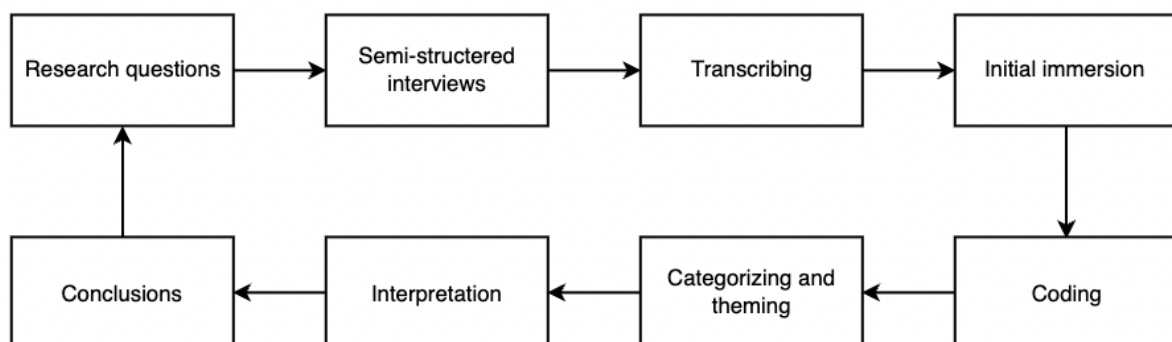 Research questions
Semi-structered
interviews
Transcribing
Initial immersion
Coding
Categorizing and
theming
Interpretation
Conclusions